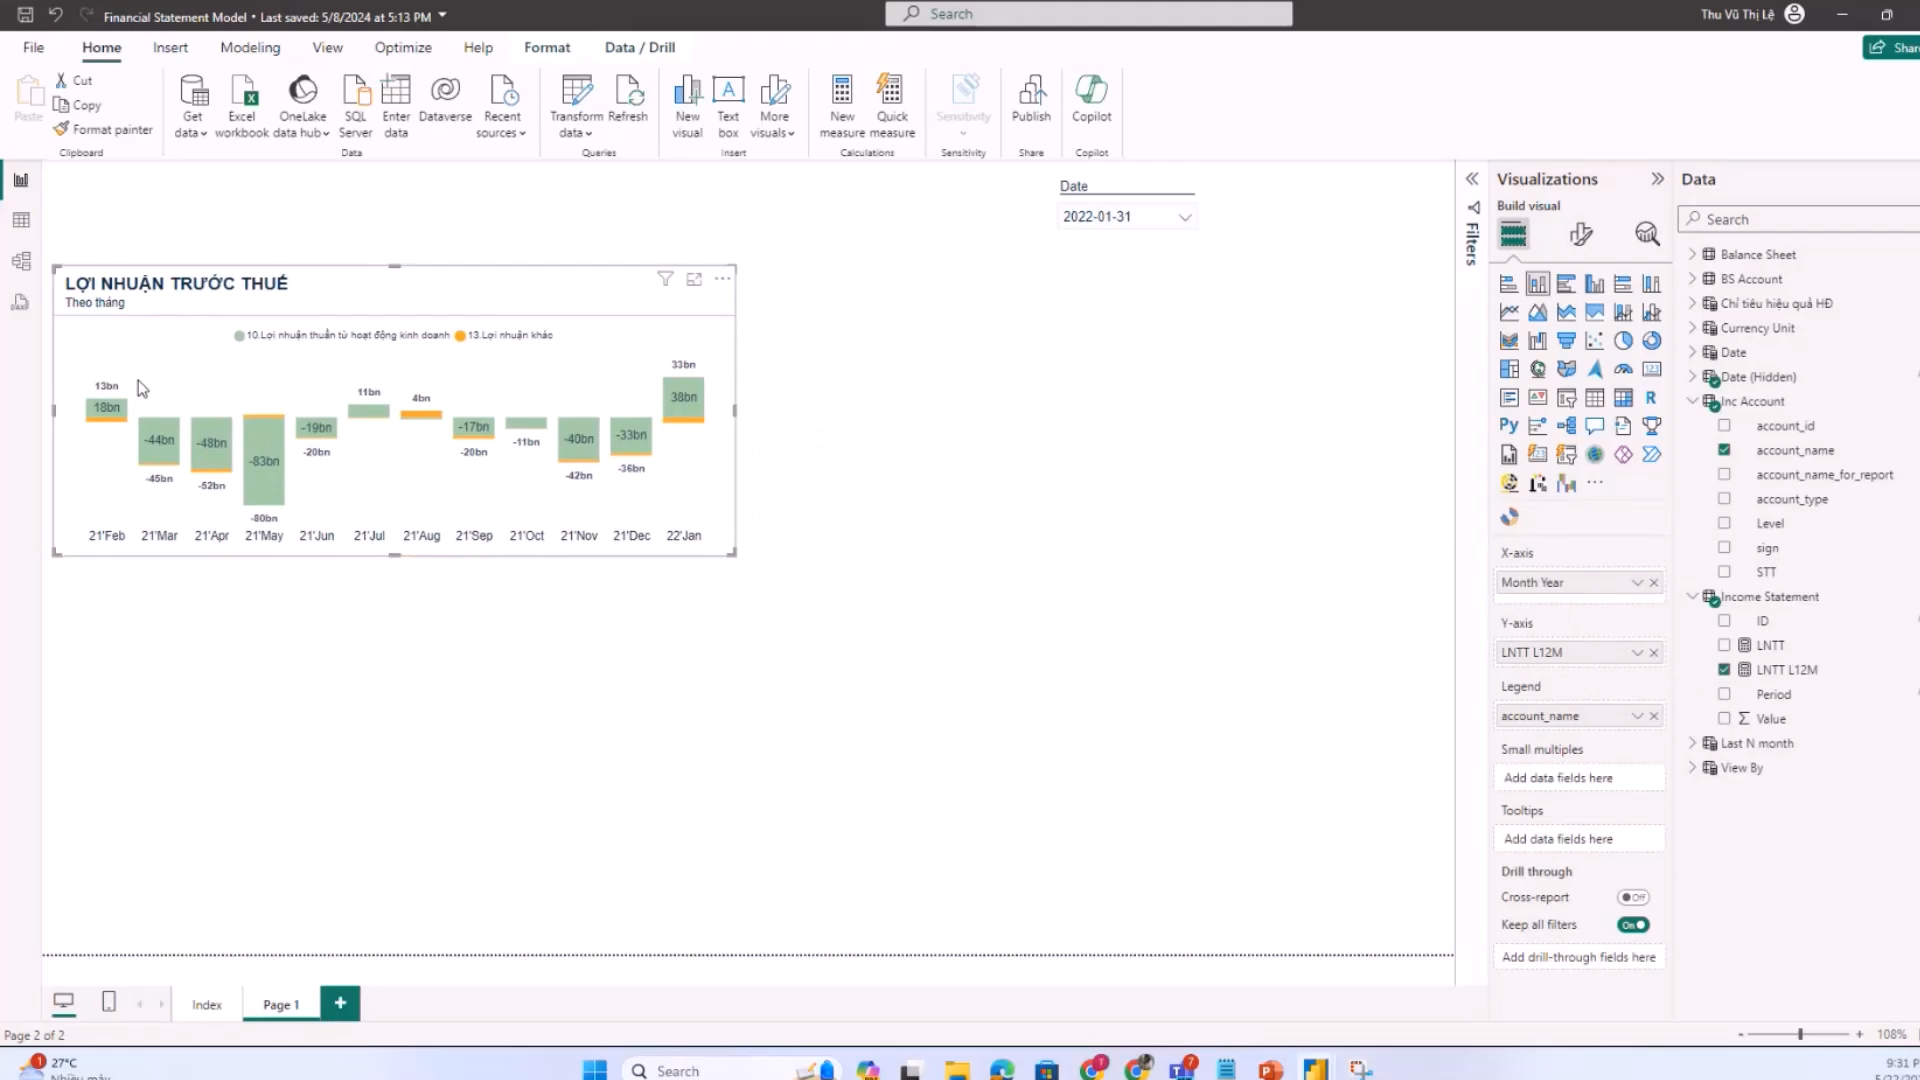 Financial Statement Model • Last saved: 5/8/2024 at 5:13 PM
Search
Thu Vũ Thị Lệ
File Home Insert Modeling View Optimize Help Format Data / Drill
Share
Paste
Cut
Copy
Format painter
Get data
Excel workbook
OneLake data hub
SQL Server
Enter data
Dataverse
Recent sources
Transform data
Refresh
New visual
Text box
More visuals
New measure
Quick measure
Sensitivity
Publish
Copilot
Clipboard Data Queries Insert Calculations Sensitivity Share Copilot
Date
2022-01-31
LỢI NHUẬN TRƯỚC THUẾ
Theo tháng
10.Lợi nhuận thuần từ hoạt động kinh doanh 13.Lợi nhuận khác
13bn 11bn 4bn 33bn
18bn -44bn -48bn -83bn -19bn -17bn -40bn -33bn 38bn
-45bn -52bn -80bn -20bn -20bn -11bn -42bn -36bn
21'Feb 21'Mar 21'Apr 21'May 21'Jun 21'Jul 21'Aug 21'Sep 21'Oct 21'Nov 21'Dec 22'Jan
Filters
Visualizations
Build visual
R
Py
123
X-axis
Month Year
Y-axis
LNTT L12M
Legend
account_name
Small multiples
Add data fields here
Tooltips
Add data fields here
Drill through
Cross-report
Off
Keep all filters
On
Add drill-through fields here
Data
Search
Balance Sheet
BS Account
Chỉ tiêu hiệu quả HĐ
Currency Unit
Date
Date (Hidden)
Inc Account
account_id
account_name
account_name_for_report
account_type
Level
sign
STT
Income Statement
ID
LNTT
LNTT L12M
Period
Value
Last N month
View By
Index
Page 1
Page 2 of 2
108%
1
27°C
Nhiều mây
Search
7
9:31 P